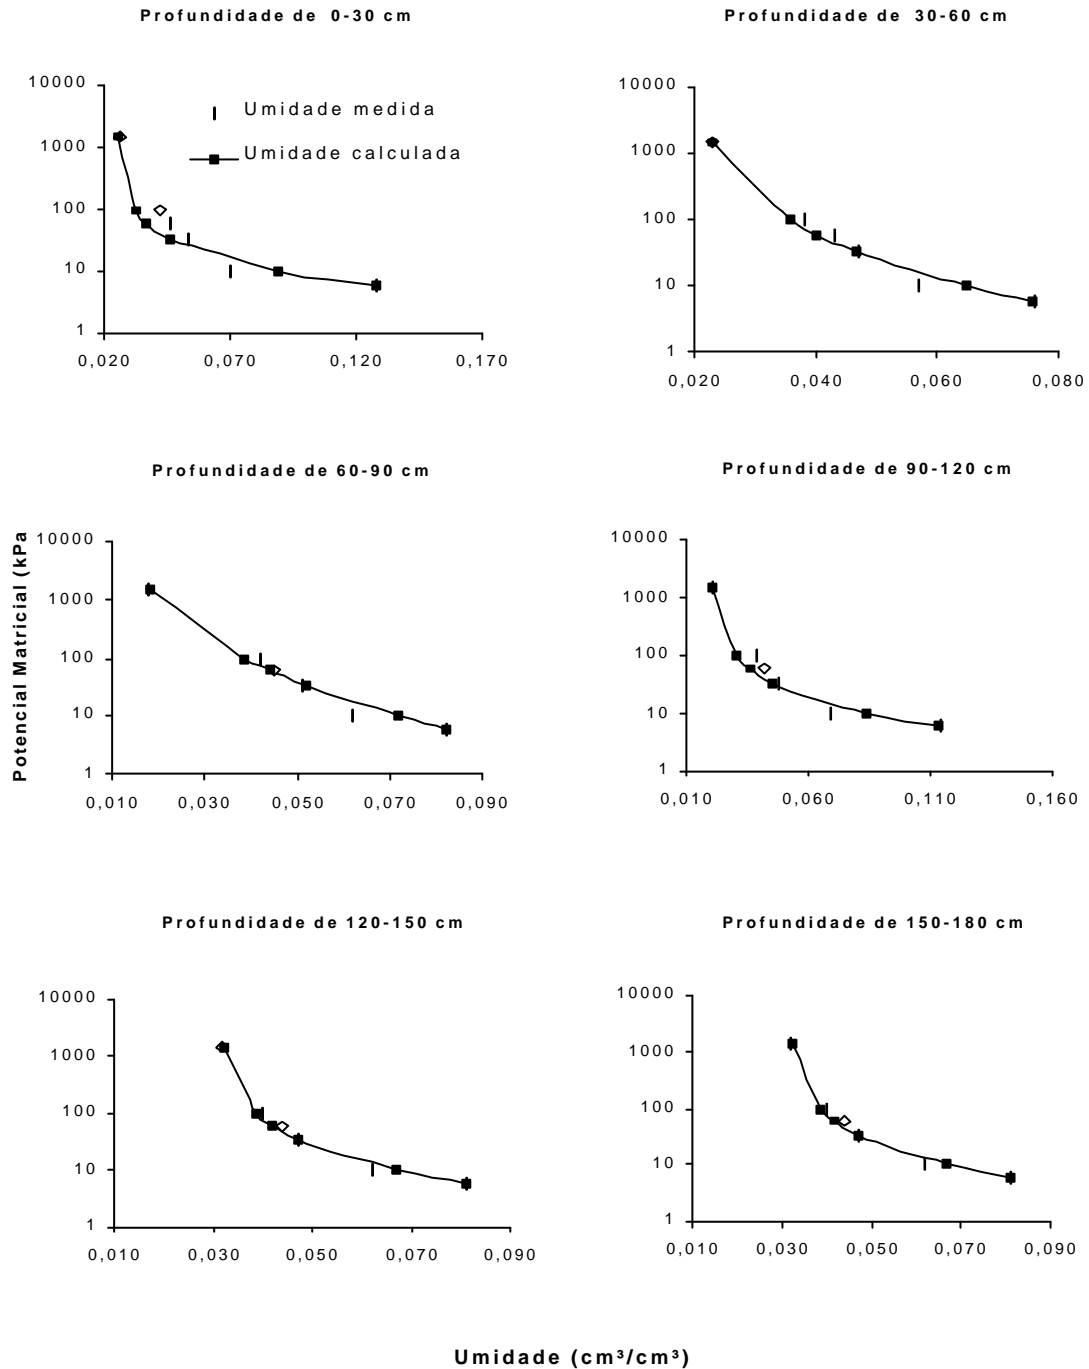 Profundidade de 0-30 cm
10000
1000
100
10
1
0,020 0,070 0,120 0,170
Umidade medida
Umidade calculada
Profundidade de 30-60 cm
10000
1000
100
10
1
0,020 0,040 0,060 0,080
Potencial Matricial (kPa
Profundidade de 60-90 cm
10000
1000
100
10
1
0,010 0,030 0,050 0,070 0,090
Profundidade de 90-120 cm
10000
1000
100
10
1
0,010 0,060 0,110 0,160
Profundidade de 120-150 cm
10000
1000
100
10
1
0,010 0,030 0,050 0,070 0,090
Profundidade de 150-180 cm
10000
1000
100
10
1
0,010 0,030 0,050 0,070 0,090
Umidade (cm³/cm³)